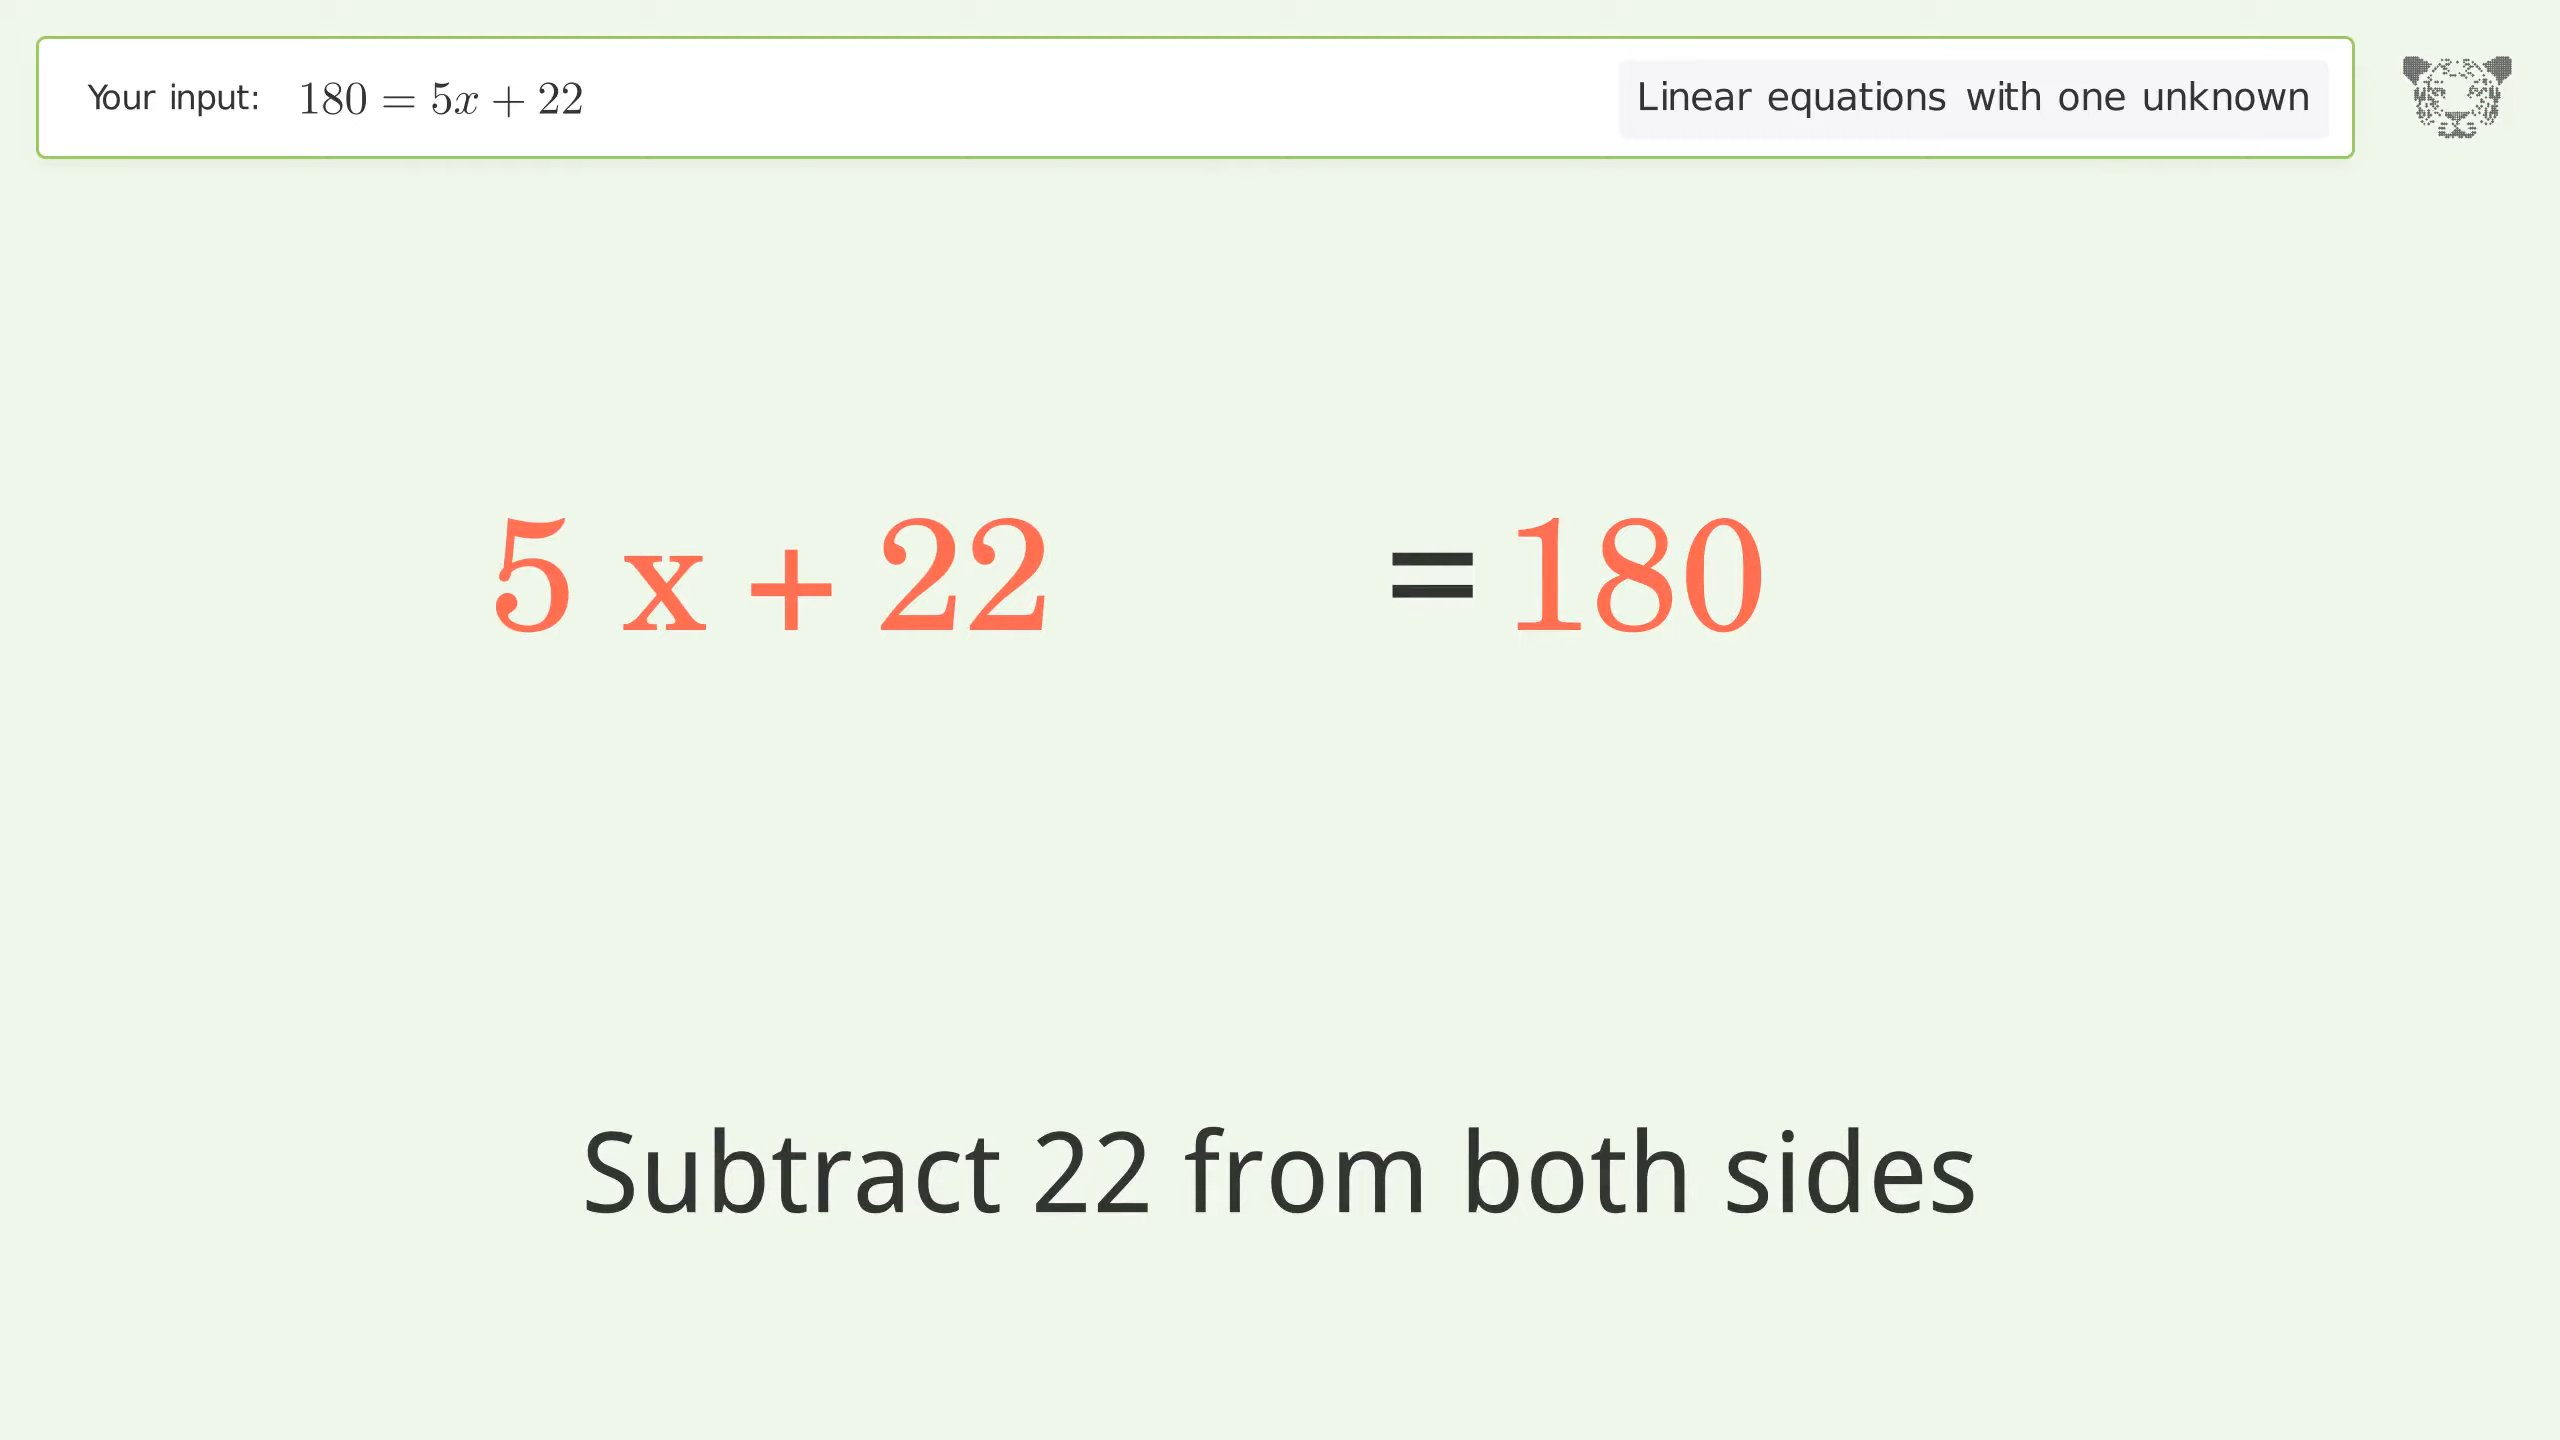 Your input: 180 = 5x + 22
Linear equations with one unknown
5 x + 22 = 180
Subtract 22 from both sides